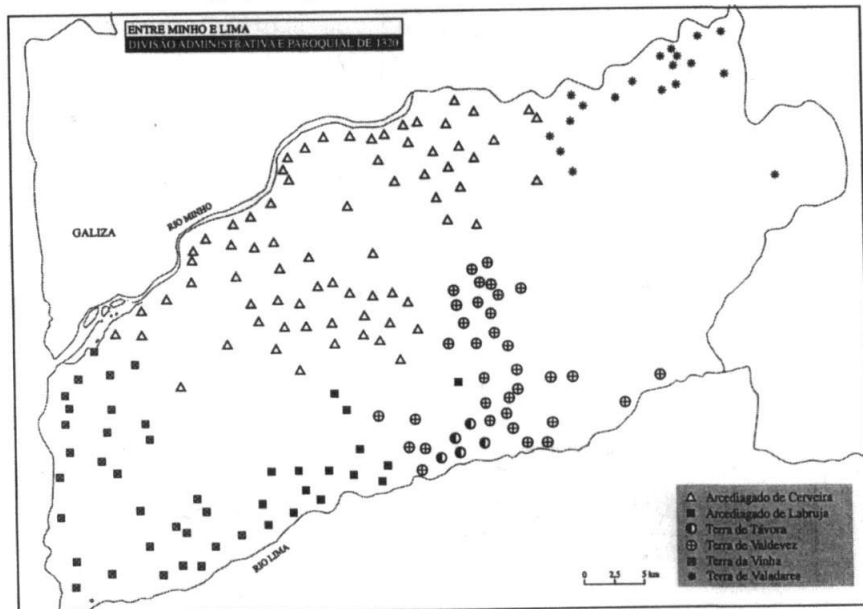 ENTRE MINHO E LIMA
DIVISÃO ADMINISTRATIVA E PAROQUIAL DE 1320
RIO MINHO
GALIZA
RIO LIMA
0 2,5 5 km
Arcediagado de Cerveira
Arcediagado de Labruja
Terra de Távora
Terra de Valdevez
Terra da Vinha
Terra de Valadares